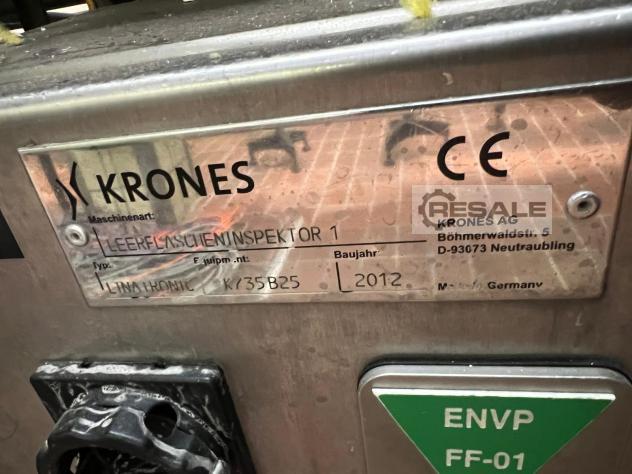 KRONES
CE
RESALE
Maschinenart:
LEERFLASCHENINSPEKTOR 1
KRONES AG
Böhmerwaldstr. 5
D-93073 Neutraubling
Typ:
Baujahr
LINATRONIC
2012
Germany
ENVP
FF-01